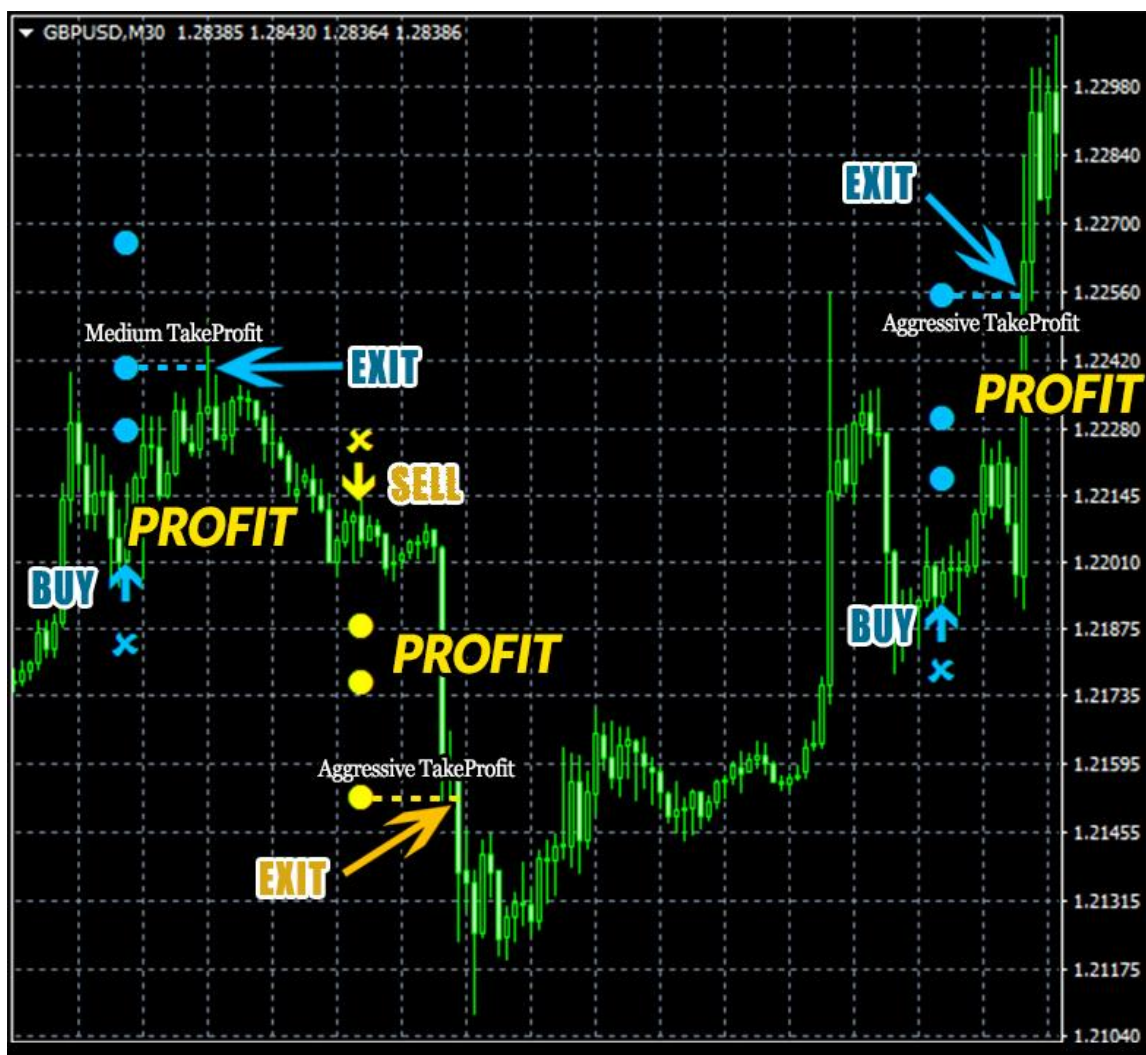 GBPUSD,M30 1.28385 1.28430 1.28364 1.28386
1.22980
1.22840
EXIT
1.22700
1.22560
Medium TakeProfit
Aggressive TakeProfit
EXIT
1.22420
PROFIT
1.22280
SELL
1.22145
PROFIT
1.22010
BUY
BUY
1.21875
PROFIT
1.21735
Aggressive TakeProfit
1.21595
1.21455
EXIT
1.21315
1.21175
1.21040